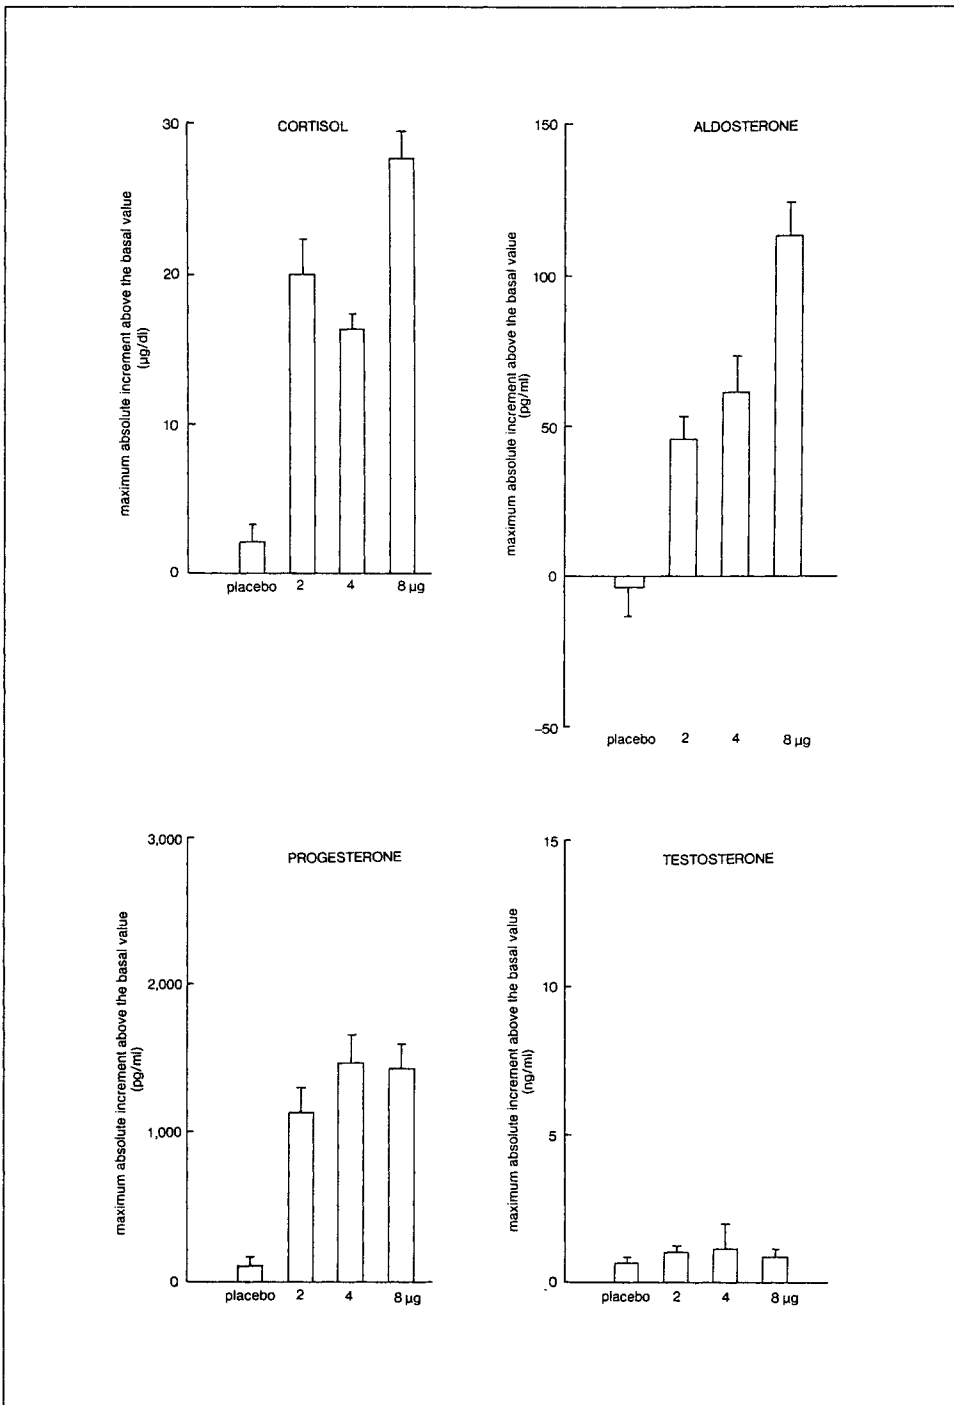 CORTISOL
maximum absolute increment above the basal value
(µg/dl)
30
20
10
0
placebo 2 4 8 µg
ALDOSTERONE
maximum absolute increment above the basal value
(pg/ml)
150
100
50
0
–50
placebo 2 4 8 µg
PROGESTERONE
maximum absolute increment above the basal value
(pg/ml)
3,000
2,000
1,000
0
placebo 2 4 8 µg
TESTOSTERONE
maximum absolute increment above the basal value
(ng/ml)
15
10
5
0
placebo 2 4 8 µg